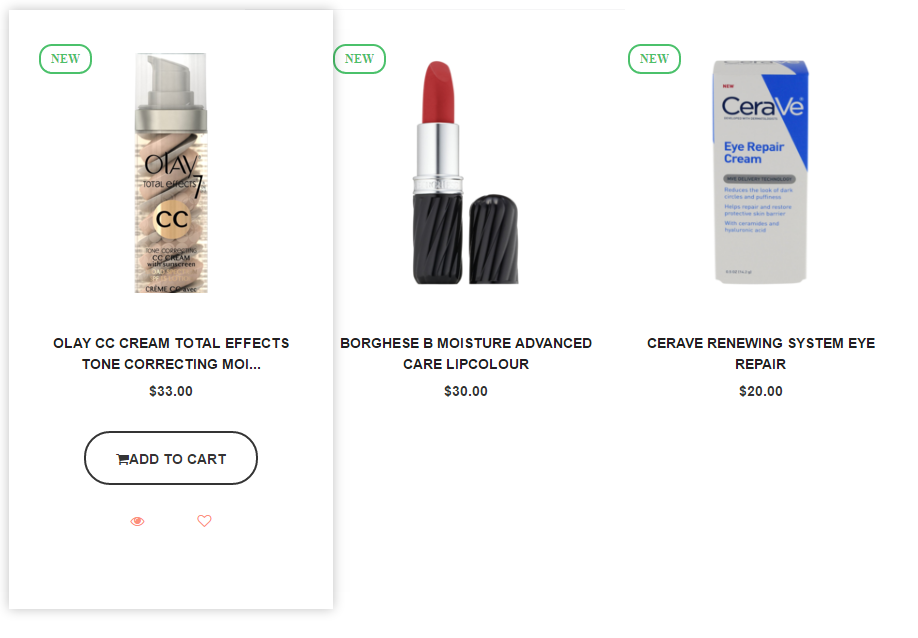 NEW
NEW
NEW
OLAY
TOTAL EFFECTS
7
CC
TONE CORRECTING
CC CREAM
with sunscreen
NEW
CeraVe
Eye Repair
Cream
MVE DELIVERY TECHNOLOGY
Reduces the look of dark
circles and puffiness
Helps repair and restore
protective skin barrier
With ceramides and
hyaluronic acid
OLAY CC CREAM TOTAL EFFECTS
TONE CORRECTING MOI...
$33.00
BORGHESE B MOISTURE ADVANCED
CARE LIPCOLOUR
$30.00
CERAVE RENEWING SYSTEM EYE
REPAIR
$20.00
ADD TO CART